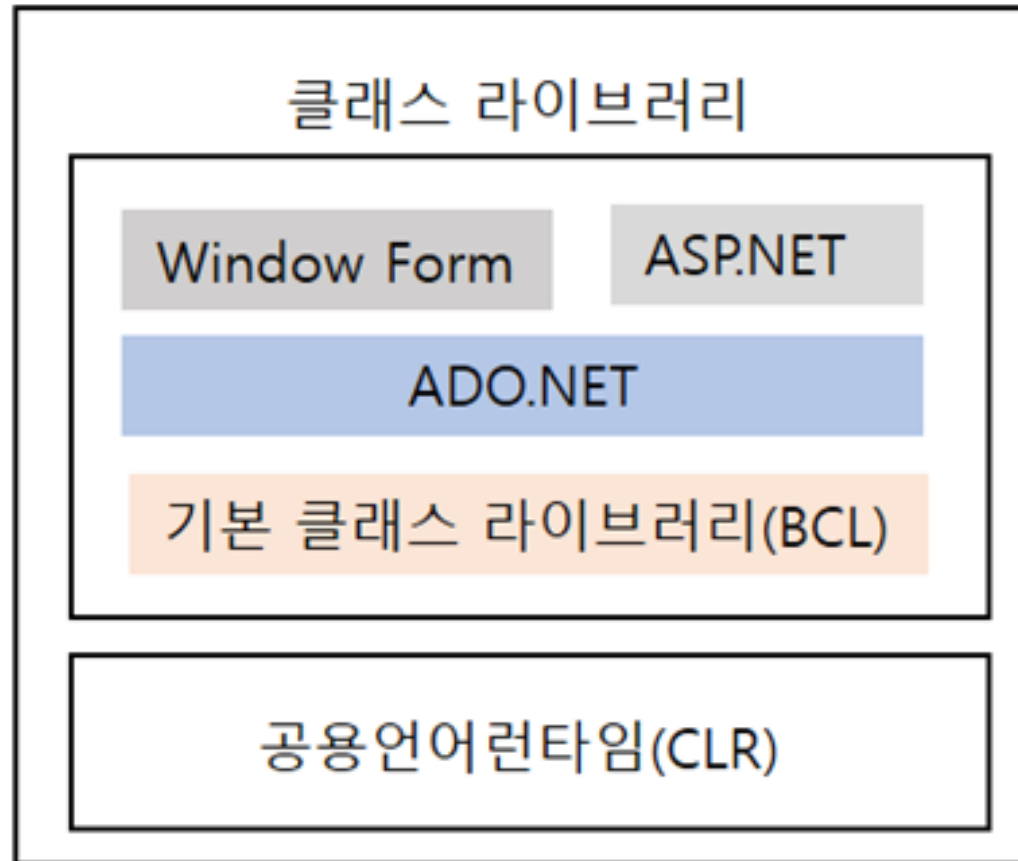 클래스 라이브러리
Window Form
ASP.NET
ADO.NET
기본 클래스 라이브러리(BCL)
공용언어런타임(CLR)